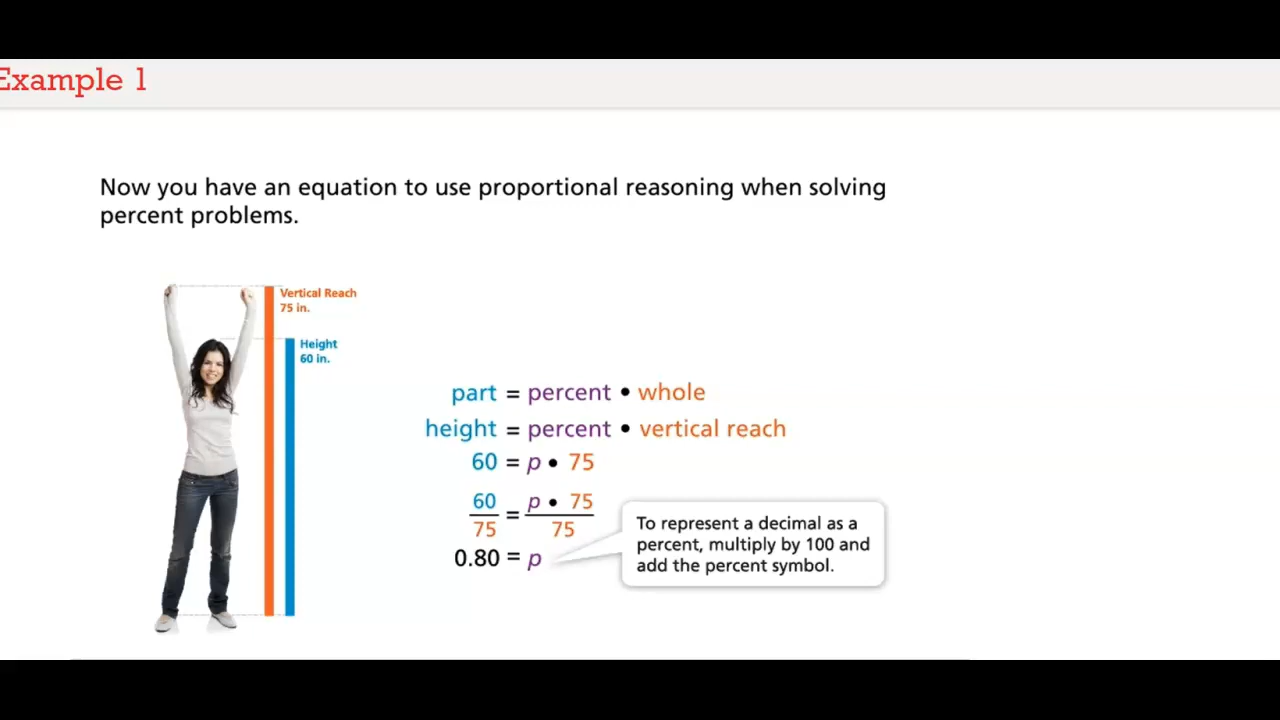 Example 1
Now you have an equation to use proportional reasoning when solving
percent problems.
Vertical Reach
75 in.
Height
60 in.
part = percent • whole
height = percent • vertical reach
60 = p • 75
60/75 = p • 75/75
0.80 = p
To represent a decimal as a
percent, multiply by 100 and
add the percent symbol.